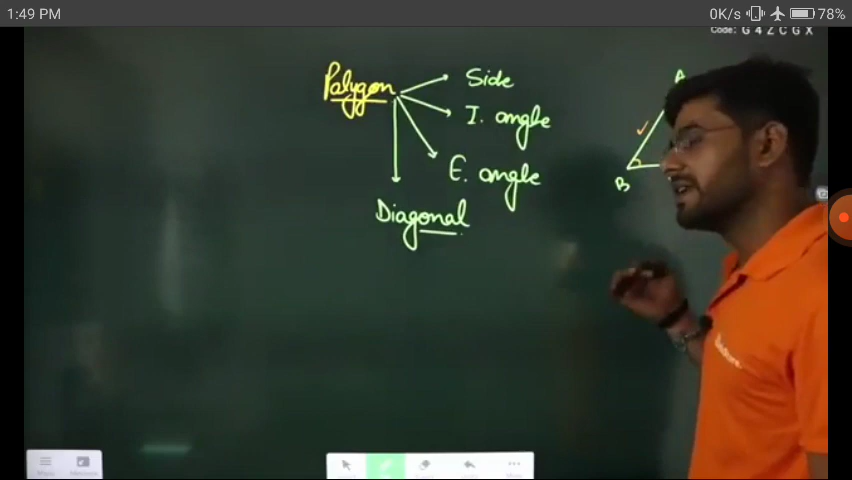 1:49 PM
0K/s 78%
Code: G 4 Z C G X
Polygon
Side
I. angle
E. angle
Diagonal
A
B